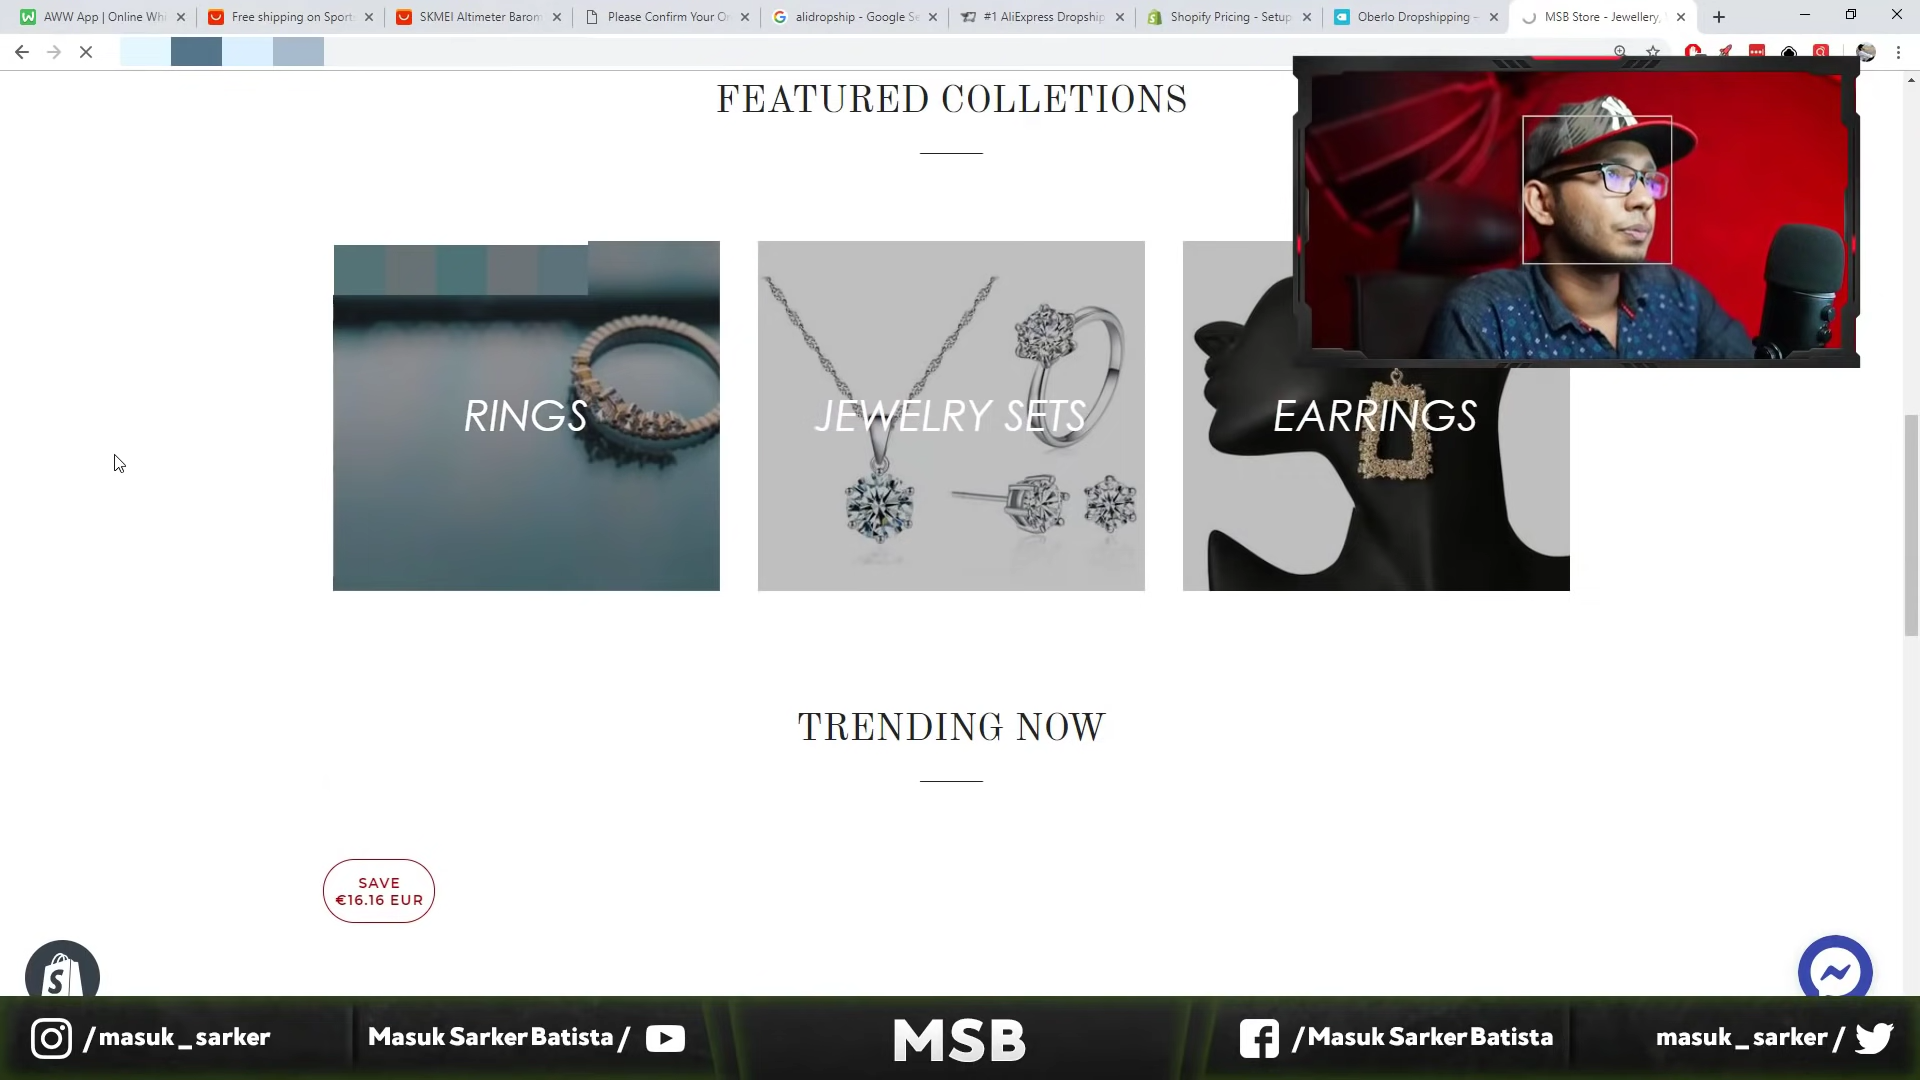 AWW App | Online Whi
Free shipping on Sport
SKMEI Altimeter Barom
Please Confirm Your O
alidropship - Google Se
#1 AliExpress Dropship
Shopify Pricing - Setup
Oberlo Dropshipping -
MSB Store - Jewellery,
FEATURED COLLETIONS
RINGS
JEWELRY SETS
EARRINGS
TRENDING NOW
SAVE
€16.16 EUR
/masuk_sarker
Masuk Sarker Batista /
MSB
/Masuk Sarker Batista
masuk_sarker /